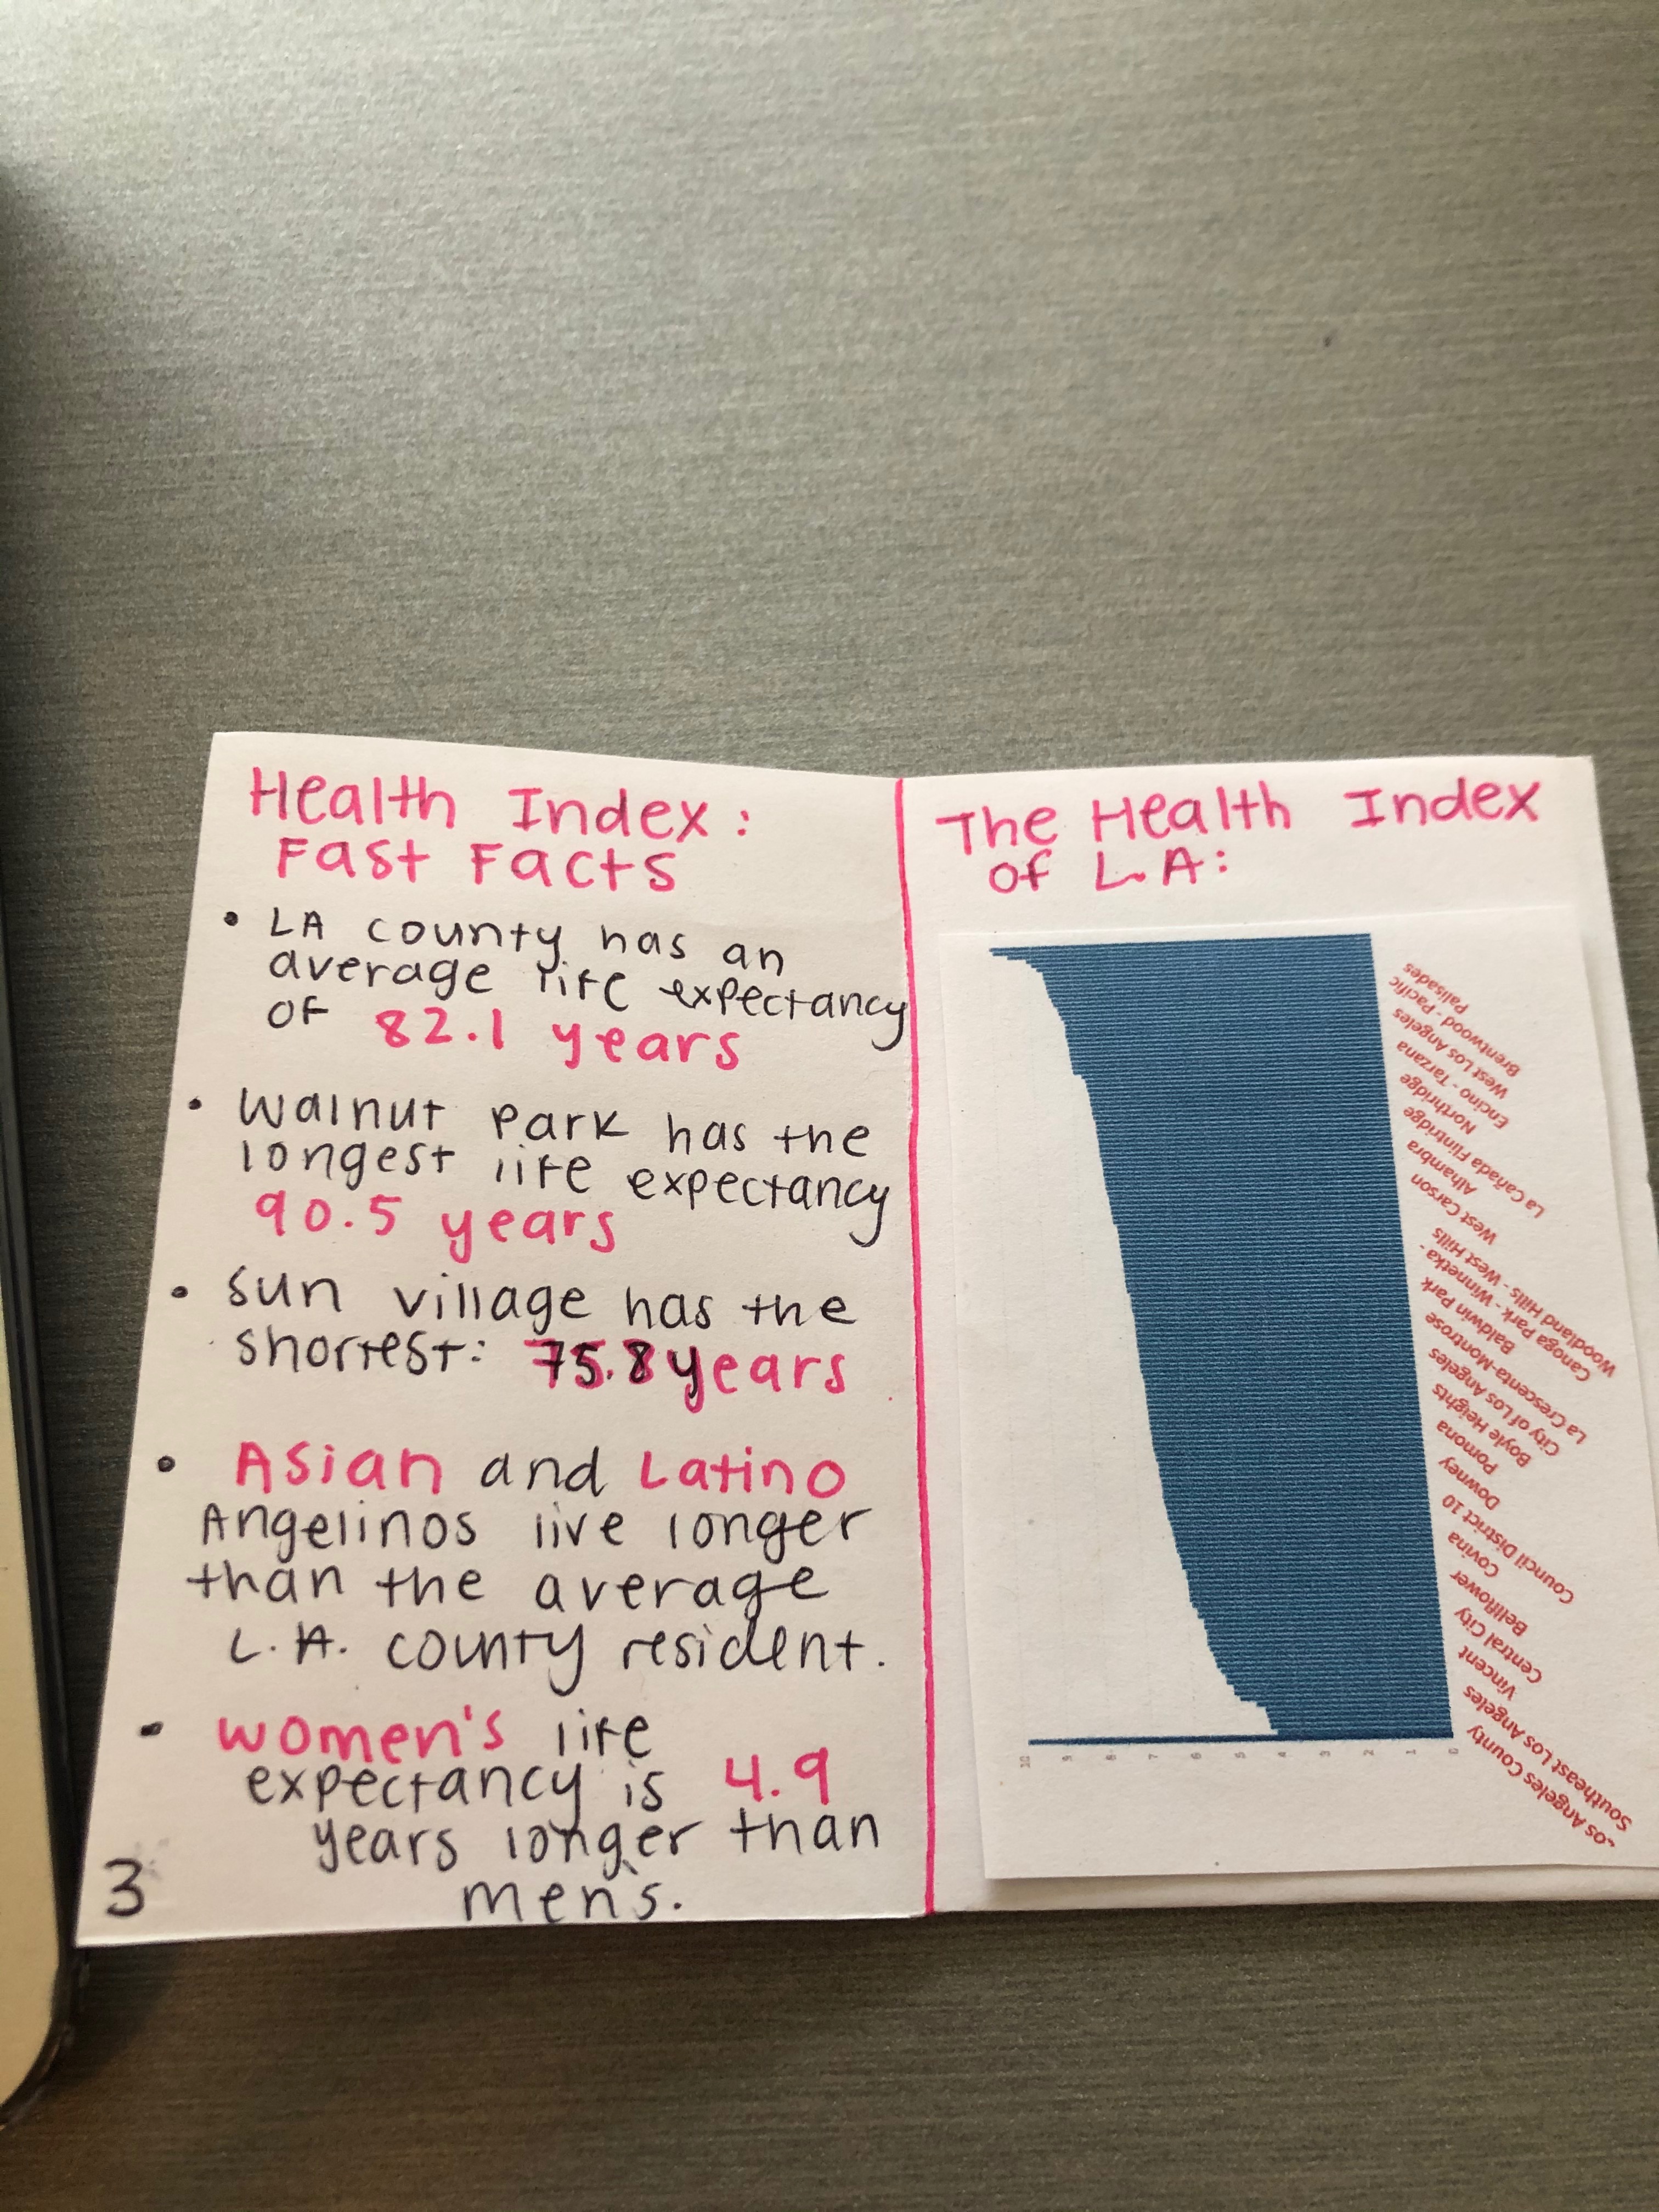 Health Index:
Fast Facts
• LA county has an
average life expectancy
of 82.1 years
• Walnut Park has the
longest life expectancy
90.5 years
• Sun village has the
shortest: 75.8 years
• Asian and Latino
Angelinos live longer
than the average
L.A. county resident.
• Women's life
expectancy is 4.9
years longer than
men's.
3
The Health Index
of L.A:
Brentwood - Pacific
Palisades
West Los Angeles
Encino - Tarzana
Northridge
La Cañada Flintridge
Alhambra
West Carson
Canoga Park - Winnetka -
Woodland Hills - West Hills
Baldwin Park
La Crescenta-Montrose
City of Los Angeles
Boyle Heights
Pomona
Downey
Council District 10
Covina
Bellflower
Central City
Vincent
Southeast Los Angeles
os Angeles County
10
9
8
7
6
5
4
3
2
1
0